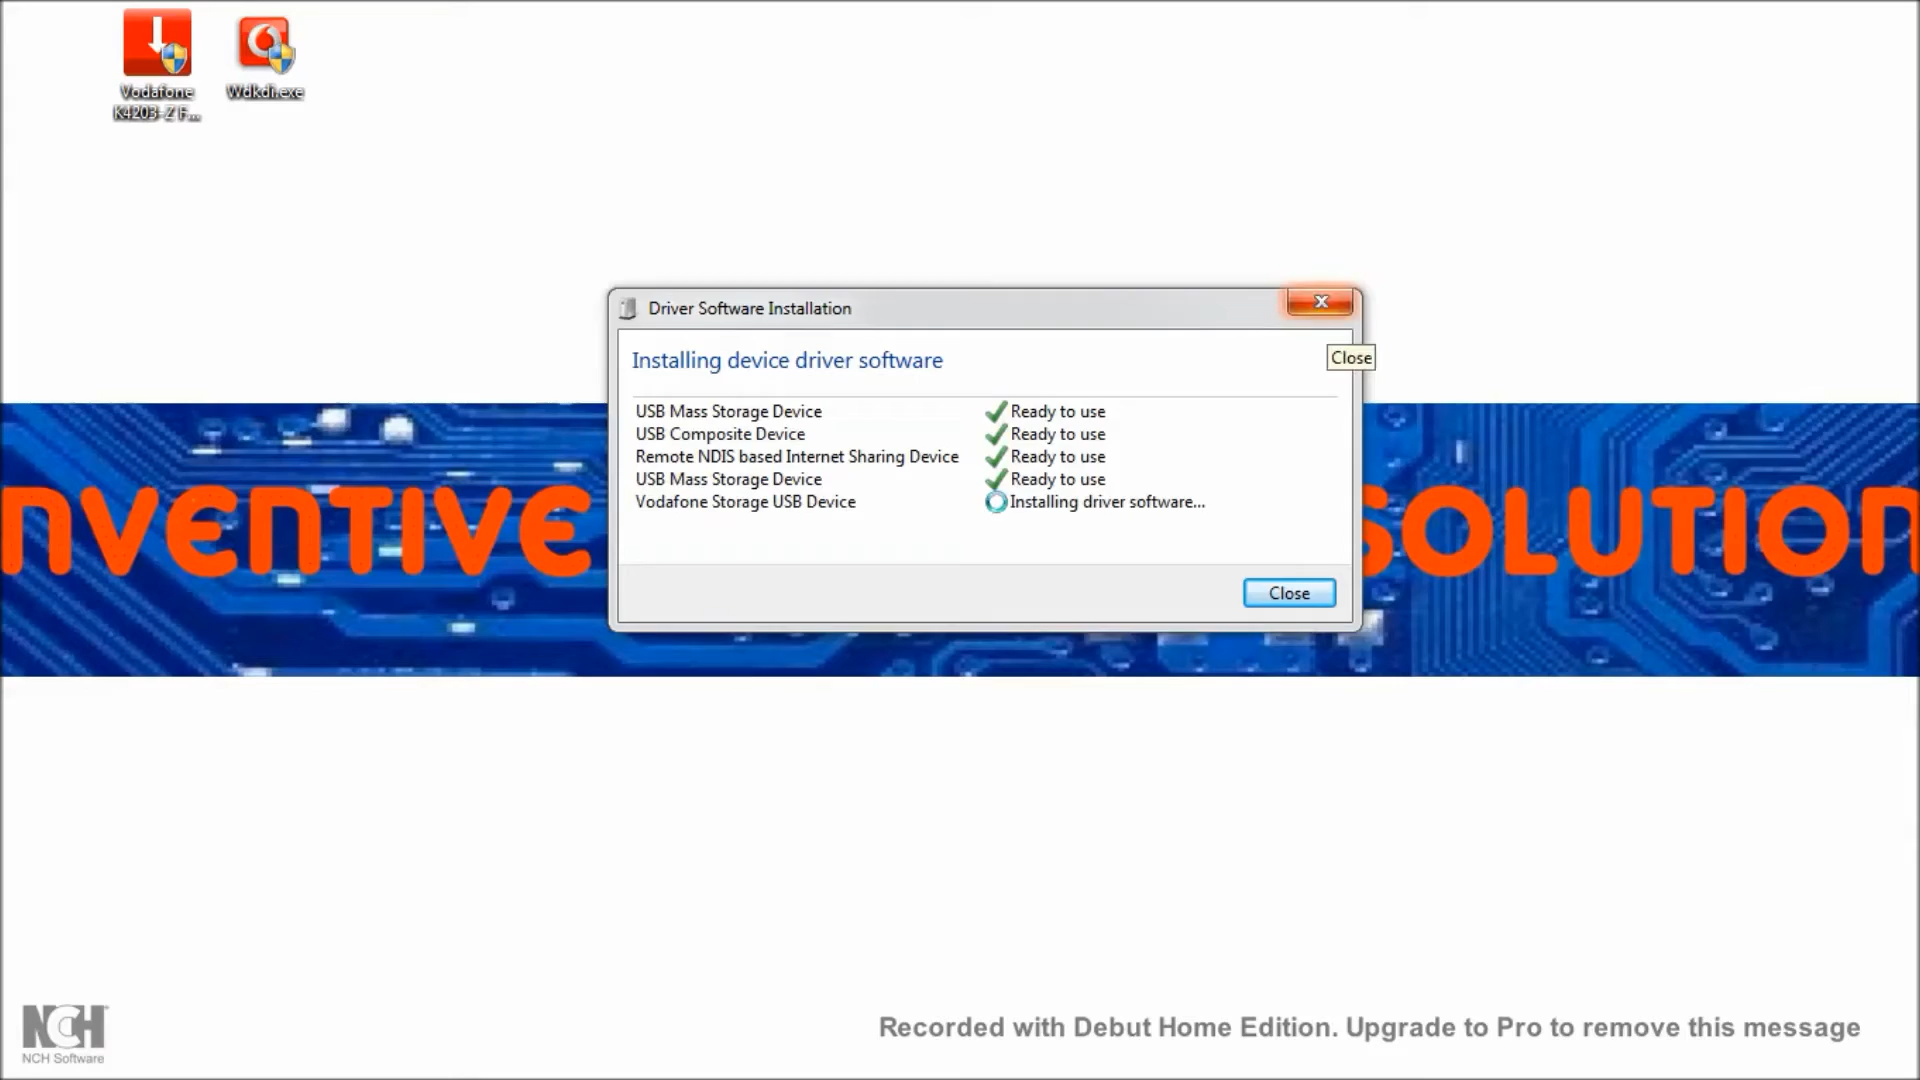 Vodafone
K4203-Z F...
Wdkdi.exe
Driver Software Installation
Close
Installing device driver software
USB Mass Storage Device Ready to use
USB Composite Device Ready to use
Remote NDIS based Internet Sharing Device Ready to use
USB Mass Storage Device Ready to use
Vodafone Storage USB Device Installing driver software...
Close
NVENTIVE SOLUTION
NCH
NCH Software
Recorded with Debut Home Edition. Upgrade to Pro to remove this message